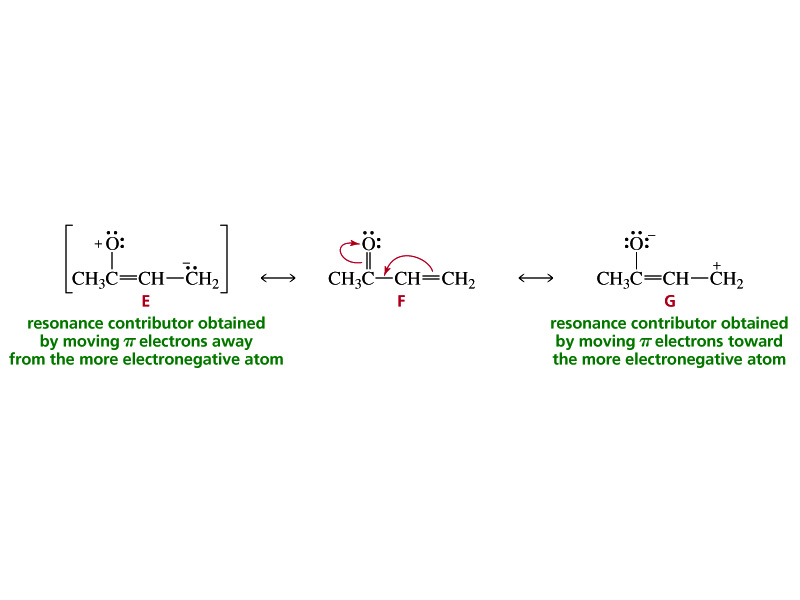 + Ö: :Ö: :Ö:⁻
CH₃C=CH—C̈H₂⁻ ⟷ CH₃C—CH=CH₂ ⟷ CH₃C=CH—CH₂⁺
E F G
resonance contributor obtained
by moving π electrons away
from the more electronegative atom
resonance contributor obtained
by moving π electrons toward
the more electronegative atom